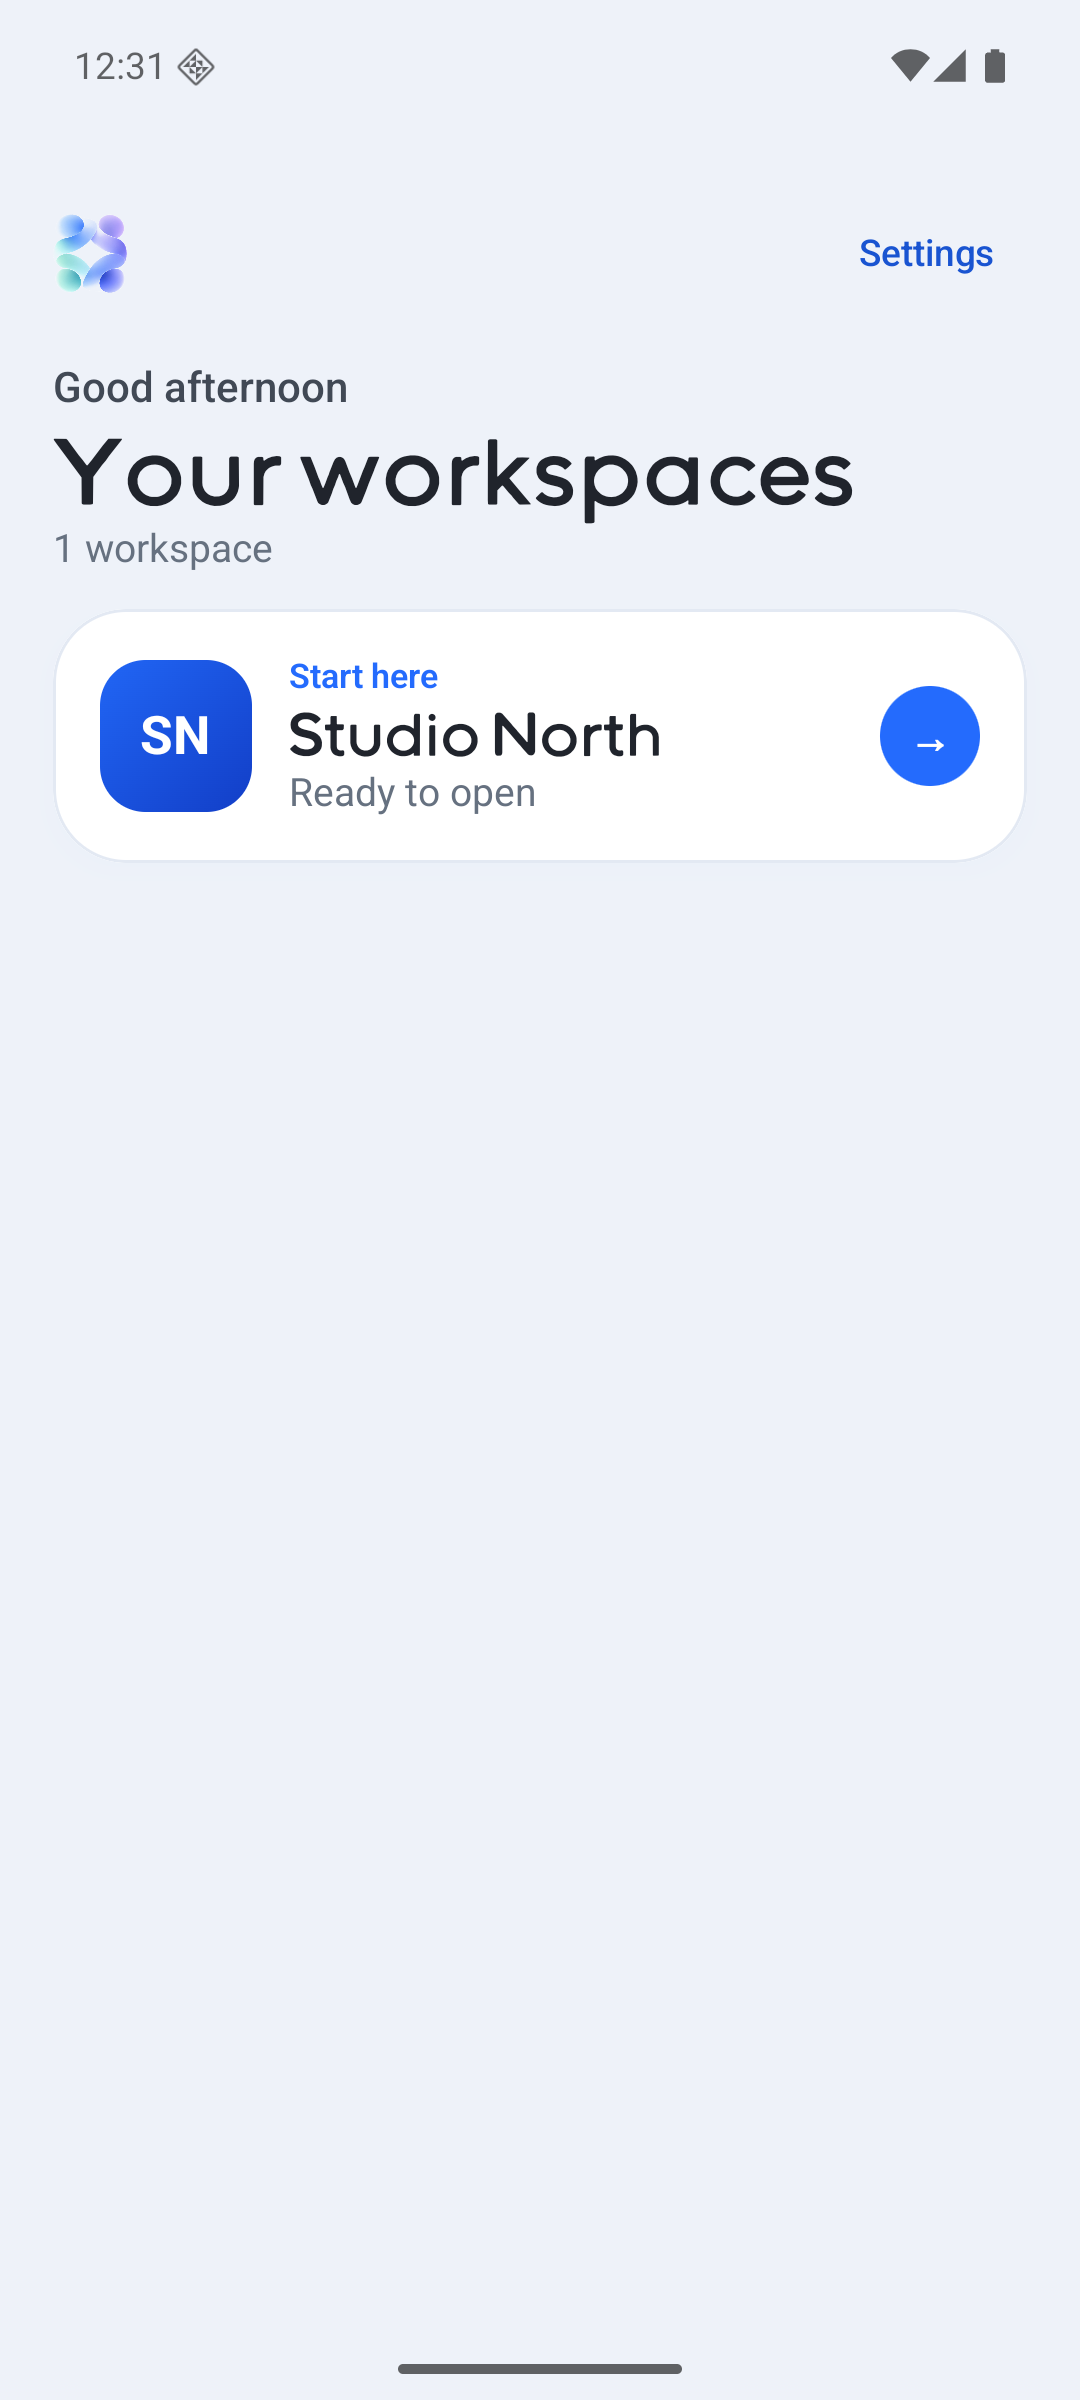 12:31
Settings
Good afternoon
Your workspaces
1 workspace
SN
Start here
Studio North
→
Ready to open